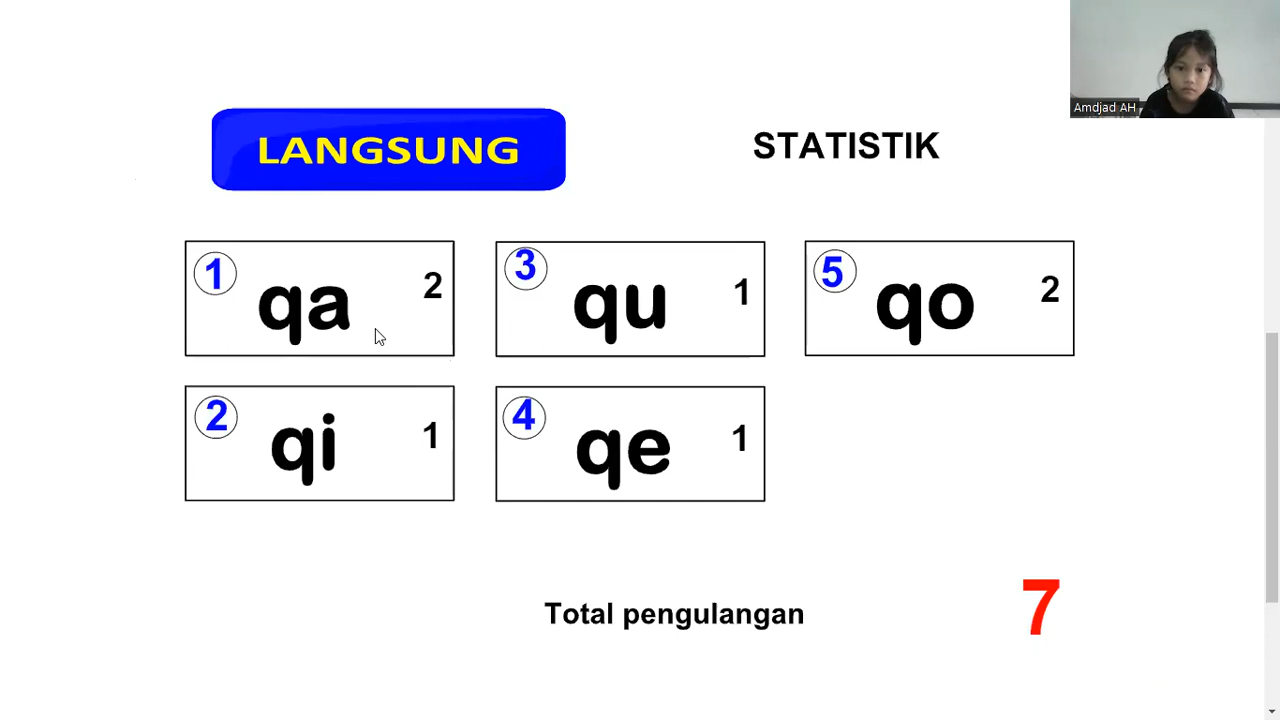 Amdjad AH
LANGSUNG
STATISTIK
1 qa 2
3 qu 1
5 qo 2
2 qi 1
4 qe 1
Total pengulangan 7